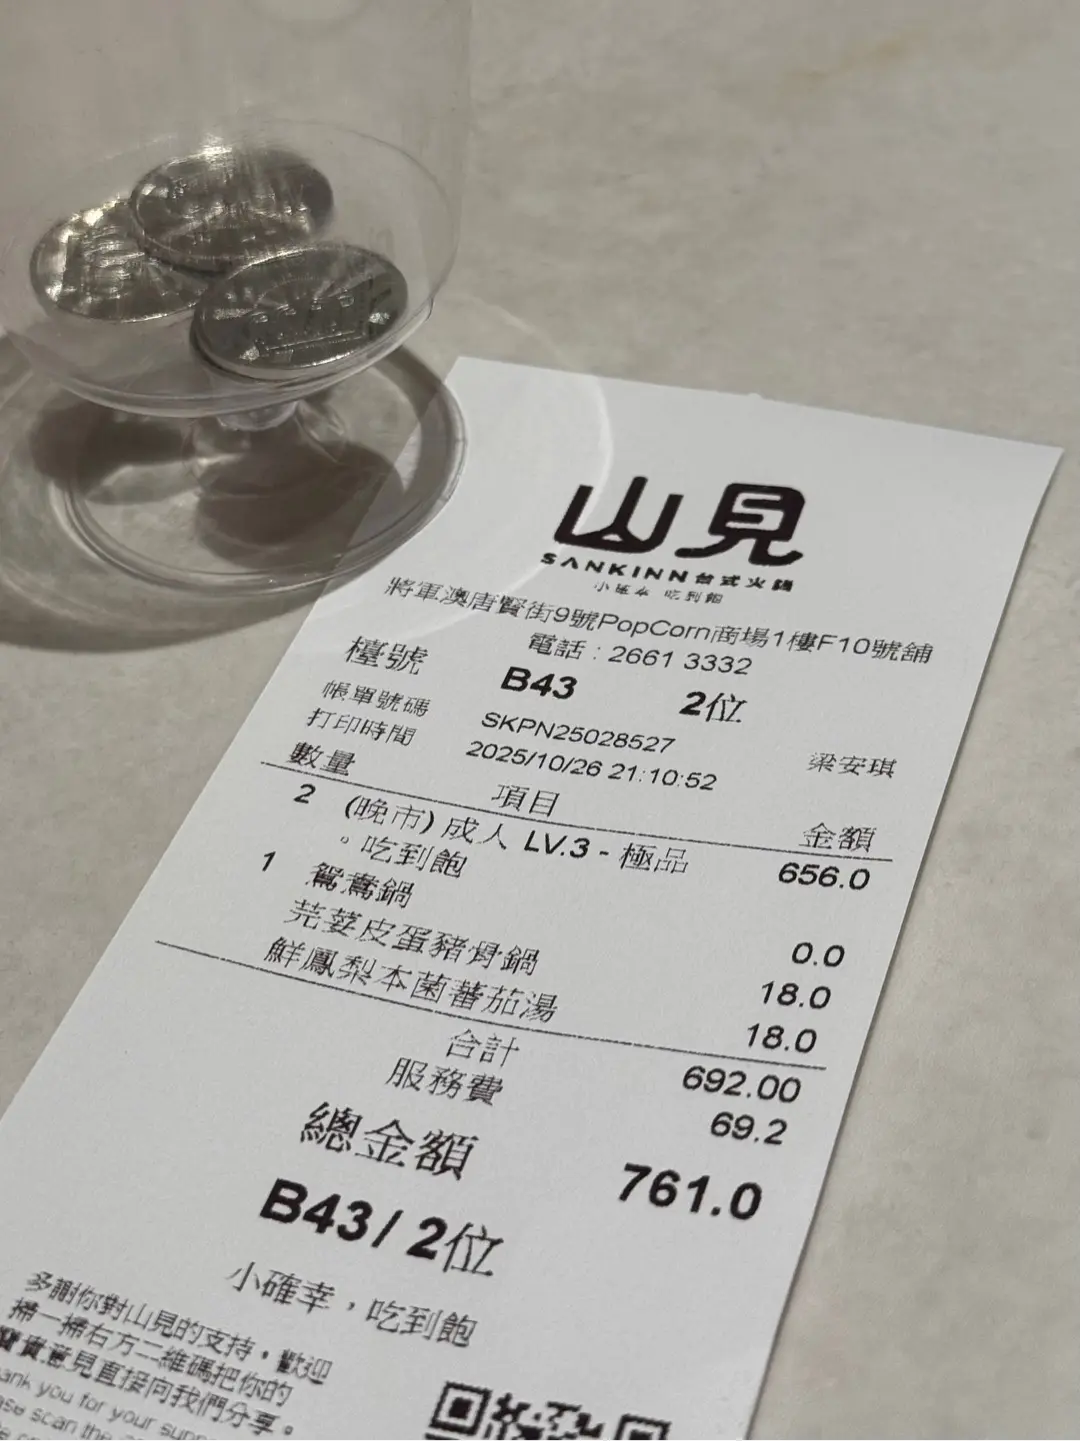 山見
SANKINN台式火鍋
小確幸 吃到飽
將軍澳唐賢街9號PopCorn商場1樓F10號舖
電話：2661 3332
檯號 B43 2位
帳單號碼 SKPN25028527
打印時間 2025/10/26 21:10:52 梁安琪
數量 項目 金額
2 (晚市) 成人 LV.3 - 極品 656.0
。吃到飽
1 鴛鴦鍋 0.0
芫荽皮蛋豬骨鍋 18.0
鮮鳳梨本菌蕃茄湯 18.0
合計 692.00
服務費 69.2
總金額 761.0
B43 / 2位
小確幸，吃到飽
多謝你對山見的支持，歡迎
掃一掃右方二維碼把你的
寶貴意見直接向我們分享。
ank you for your supp
ase scan the